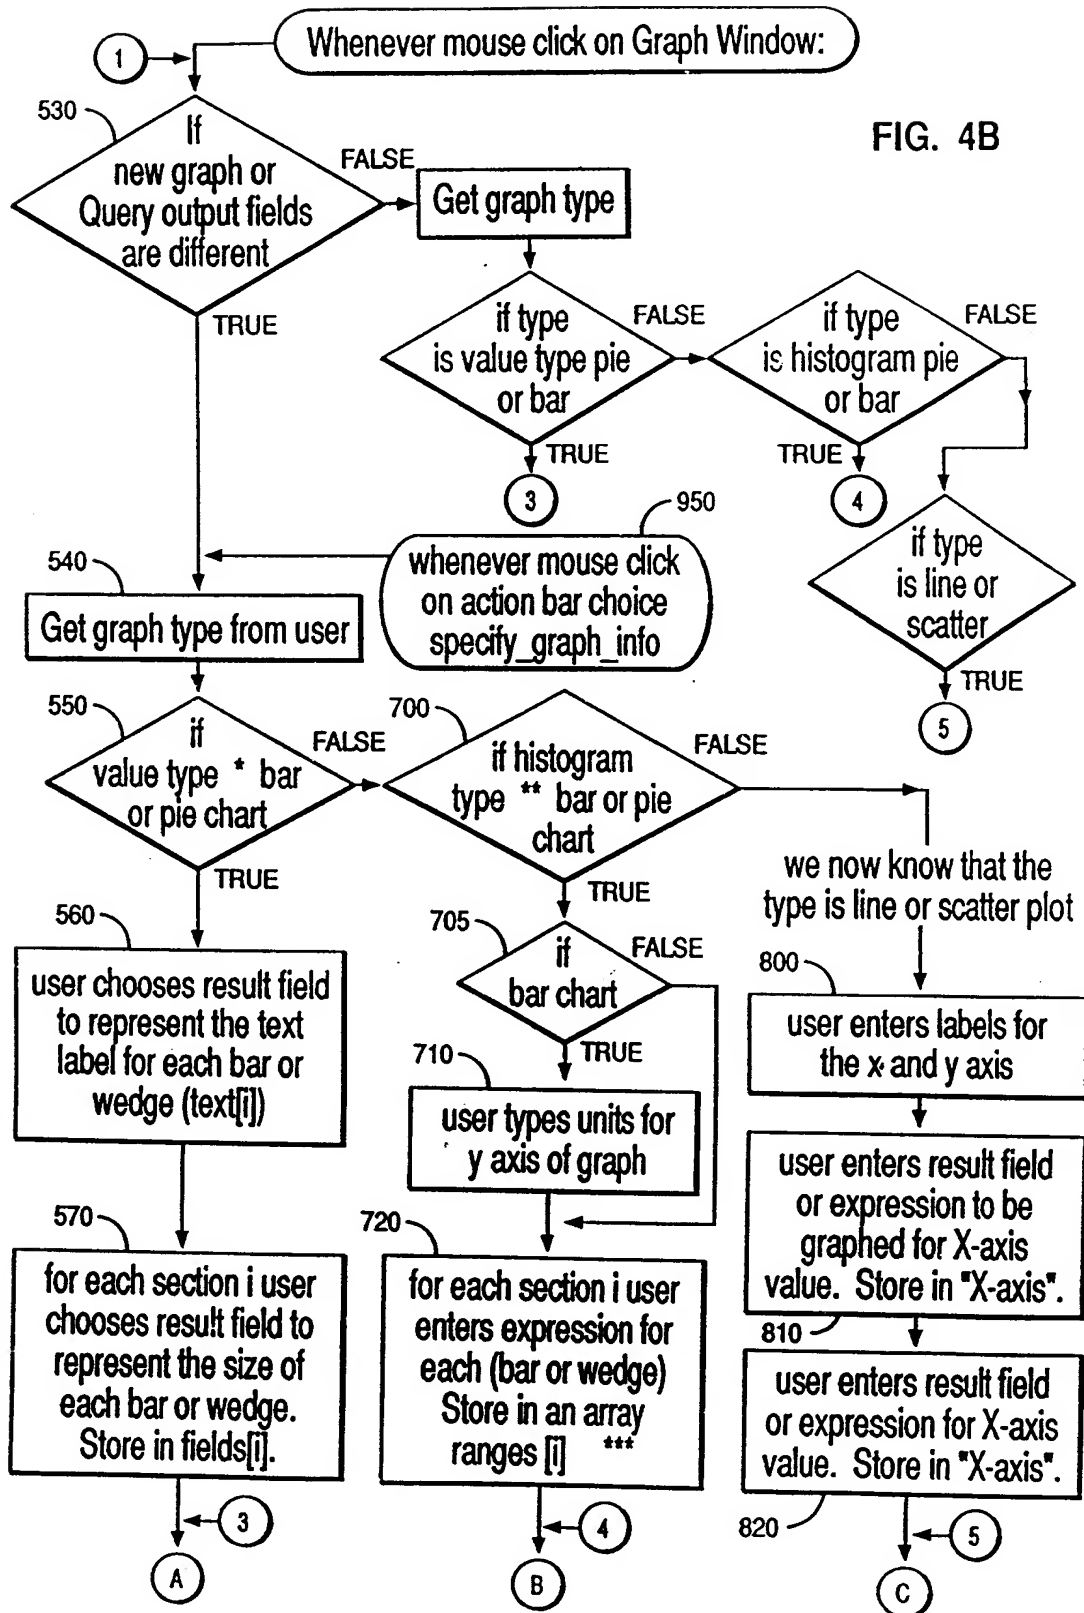 Whenever mouse click on Graph Window:
1
530
If
new graph or
Query output fields
are different
FALSE
FIG. 4B
Get graph type
TRUE
if type
is value type pie
or bar
FALSE
if type
is histogram pie
or bar
FALSE
TRUE
3
TRUE
4
950
whenever mouse click
on action bar choice
specify_graph_info
if type
is line or
scatter
TRUE
5
540
Get graph type from user
550
if
value type * bar
or pie chart
FALSE
700
if histogram
type ** bar or pie
chart
FALSE
TRUE
TRUE
we now know that the
type is line or scatter plot
560
user chooses result field
to represent the text
label for each bar or
wedge (text[i])
705
if
bar chart
FALSE
TRUE
710
user types units for
y axis of graph
800
user enters labels for
the x and y axis
user enters result field
or expression to be
graphed for X-axis
value. Store in "X-axis".
810
570
for each section i user
chooses result field to
represent the size of
each bar or wedge.
Store in fields[i].
720
for each section i user
enters expression for
each (bar or wedge)
Store in an array
ranges [i] ***
user enters result field
or expression for X-axis
value. Store in "X-axis".
820
3
A
4
B
5
C